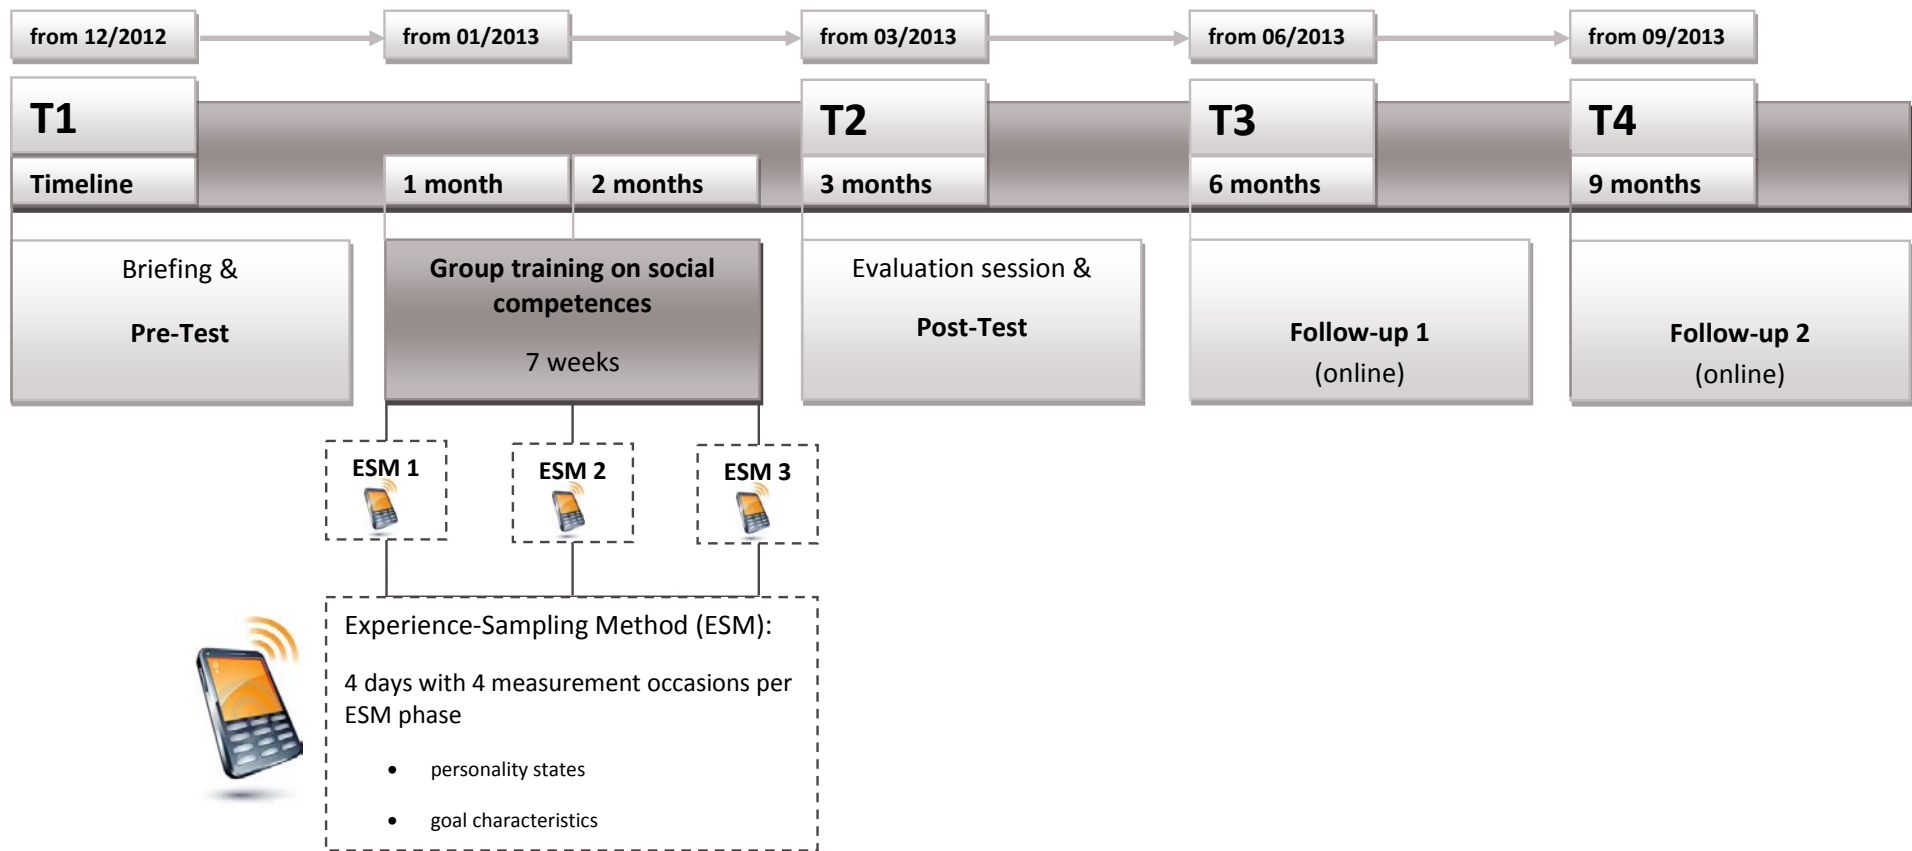 from 12/2012
from 01/2013
from 03/2013
from 06/2013
from 09/2013
T1
T2
T3
T4
Timeline
1 month
2 months
3 months
6 months
9 months
Briefing &
Pre-Test
Group training on social
competences
7 weeks
Evaluation session &
Post-Test
Follow-up 1
(online)
Follow-up 2
(online)
ESM 1
ESM 2
ESM 3
Experience-Sampling Method (ESM):
4 days with 4 measurement occasions per
ESM phase
• personality states
• goal characteristics